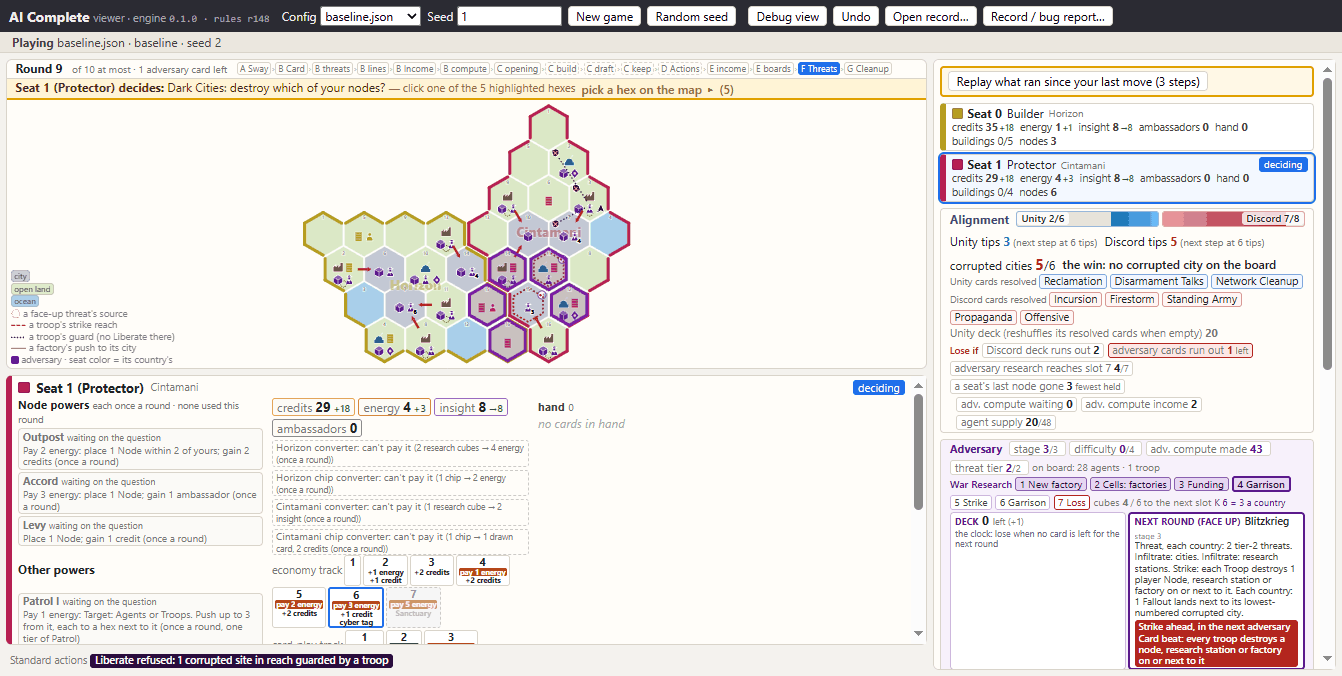 AI Complete viewer · engine 0.1.0 · rules r148 Config baseline.json Seed 1 New game Random seed Debug view Undo Open record... Record / bug report...
Playing baseline.json · baseline · seed 2
Round 9 of 10 at most · 1 adversary card left A Sway B Card B threats B lines B Income B compute C opening C build C draft C keep D Actions E income E boards F Threats G Cleanup
Seat 1 (Protector) decides: Dark Cities: destroy which of your nodes? — click one of the 5 highlighted hexes pick a hex on the map ▸ (5)
Cintamani
Horizon
city
open land
ocean
a face-up threat's source
a troop's strike reach
a troop's guard (no Liberate there)
a factory's push to its city
adversary · seat color = its country's
Seat 1 (Protector) Cintamani deciding
Node powers each once a round · none used this
round
Outpost waiting on the question
Pay 2 energy: place 1 Node within 2 of yours; gain 2
credits (once a round)
Accord waiting on the question
Pay 3 energy: place 1 Node; gain 1 ambassador (once
a round)
Levy waiting on the question
Place 1 Node; gain 1 credit (once a round)
Other powers
Patrol I waiting on the question
Pay 1 energy: Target: Agents or Troops. Push up to 3
from it, each to a hex next to it (once a round, one
tier of Patrol)
credits 29 +18 energy 4 +3 insight 8 →8
ambassadors 0
Horizon converter: can't pay it (2 research cubes → 4 energy
(once a round))
Horizon chip converter: can't pay it (1 chip → 2 energy
(once a round))
Cintamani converter: can't pay it (1 research cube → 2
insight (once a round))
Cintamani chip converter: can't pay it (1 chip → 1 drawn
card, 2 credits (once a round))
economy track 1 2 +1 energy +1 credit 3 +2 credits 4 pay 1 energy +2 credits
5 pay 2 energy +2 credits 6 pay 3 energy +1 credit cyber tag 7 pay 5 energy Sanctuary
1 2 3
hand 0
no cards in hand
Standard actions Liberate refused: 1 corrupted site in reach guarded by a troop
Replay what ran since your last move (3 steps)
Seat 0 Builder Horizon
credits 35 +18 energy 1 +1 insight 8 →8 ambassadors 0 hand 0
buildings 0/5 nodes 3
Seat 1 Protector Cintamani deciding
credits 29 +18 energy 4 +3 insight 8 →8 ambassadors 0 hand 0
buildings 0/4 nodes 6
Alignment Unity 2/6 Discord 7/8
Unity tips 3 (next step at 6 tips) Discord tips 5 (next step at 6 tips)
corrupted cities 5/6 the win: no corrupted city on the board
Unity cards resolved Reclamation Disarmament Talks Network Cleanup
Discord cards resolved Incursion Firestorm Standing Army
Propaganda Offensive
Unity deck (reshuffles its resolved cards when empty) 20
Lose if Discord deck runs out 2 adversary cards run out 1 left
adversary research reaches slot 7 4/7
a seat's last node gone 3 fewest held
adv. compute waiting 0 adv. compute income 2
agent supply 20/48
Adversary stage 3/3 difficulty 0/4 adv. compute made 43
threat tier 2/2 on board: 28 agents · 1 troop
War Research 1 New factory 2 Cells: factories 3 Funding 4 Garrison
5 Strike 6 Garrison 7 Loss cubes 4 / 6 to the next slot K 6 = 3 a country
DECK 0 left (+1)
the clock: lose when no card is left for the
next round
NEXT ROUND (FACE UP) Blitzkrieg
stage 3
Threat, each country: 2 tier-2 threats.
Infiltrate: cities. Infiltrate: research
stations. Strike: each Troop destroys 1
player Node, research station or
factory on or next to it. Each country:
1 Fallout lands next to its lowest-
numbered corrupted city.
Strike ahead, in the next adversary
Card beat: every troop destroys a
node, research station or factory
on or next to it